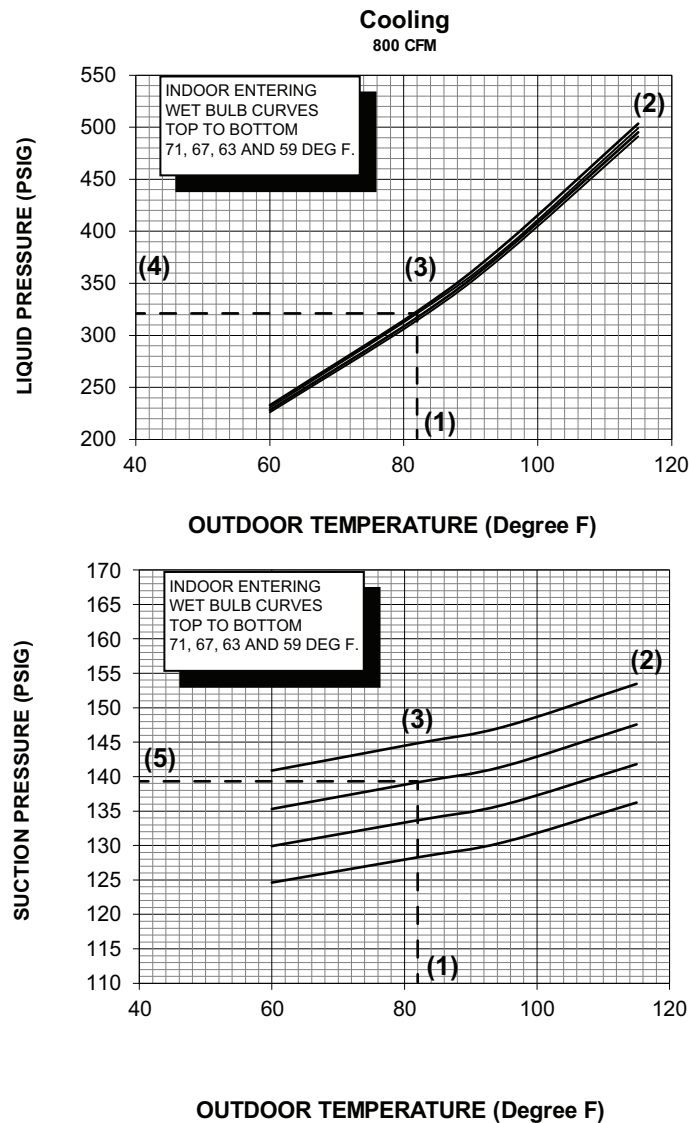 Cooling
800 CFM
550
500
450
400
350
300
250
200
LIQUID PRESSURE (PSIG)
INDOOR ENTERING
WET BULB CURVES
TOP TO BOTTOM
71, 67, 63 AND 59 DEG F.
(2)
(4)
(3)
(1)
40 60 80 100 120
OUTDOOR TEMPERATURE (Degree F)
170
165
160
155
150
145
140
135
130
125
120
115
110
SUCTION PRESSURE (PSIG)
INDOOR ENTERING
WET BULB CURVES
TOP TO BOTTOM
71, 67, 63 AND 59 DEG F.
(2)
(3)
(5)
(1)
40 60 80 100 120
OUTDOOR TEMPERATURE (Degree F)